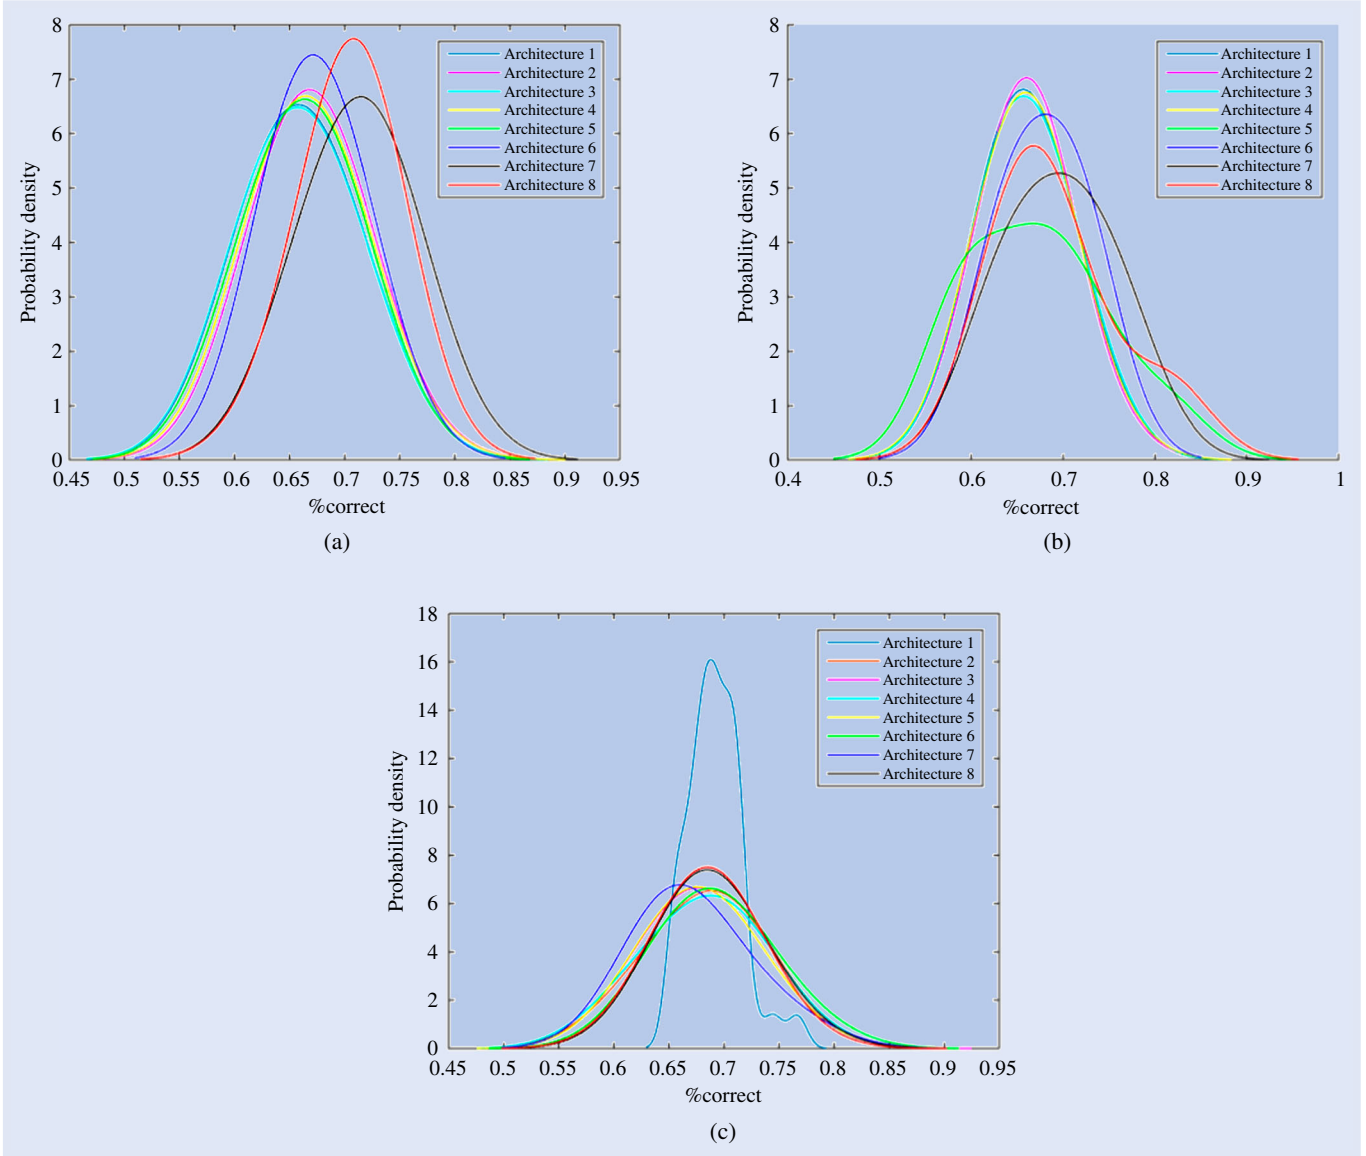 8
7
6
5
4
3
2
1
0
Probability density
0.45 0.5 0.55 0.6 0.65 0.7 0.75 0.8 0.85 0.9 0.95
%correct
(a)
Architecture 1
Architecture 2
Architecture 3
Architecture 4
Architecture 5
Architecture 6
Architecture 7
Architecture 8
8
7
6
5
4
3
2
1
0
Probability density
0.4 0.5 0.6 0.7 0.8 0.9 1
%correct
(b)
Architecture 1
Architecture 2
Architecture 3
Architecture 4
Architecture 5
Architecture 6
Architecture 7
Architecture 8
18
16
14
12
10
8
6
4
2
0
Probability density
0.45 0.5 0.55 0.6 0.65 0.7 0.75 0.8 0.85 0.9 0.95
%correct
(c)
Architecture 1
Architecture 2
Architecture 3
Architecture 4
Architecture 5
Architecture 6
Architecture 7
Architecture 8